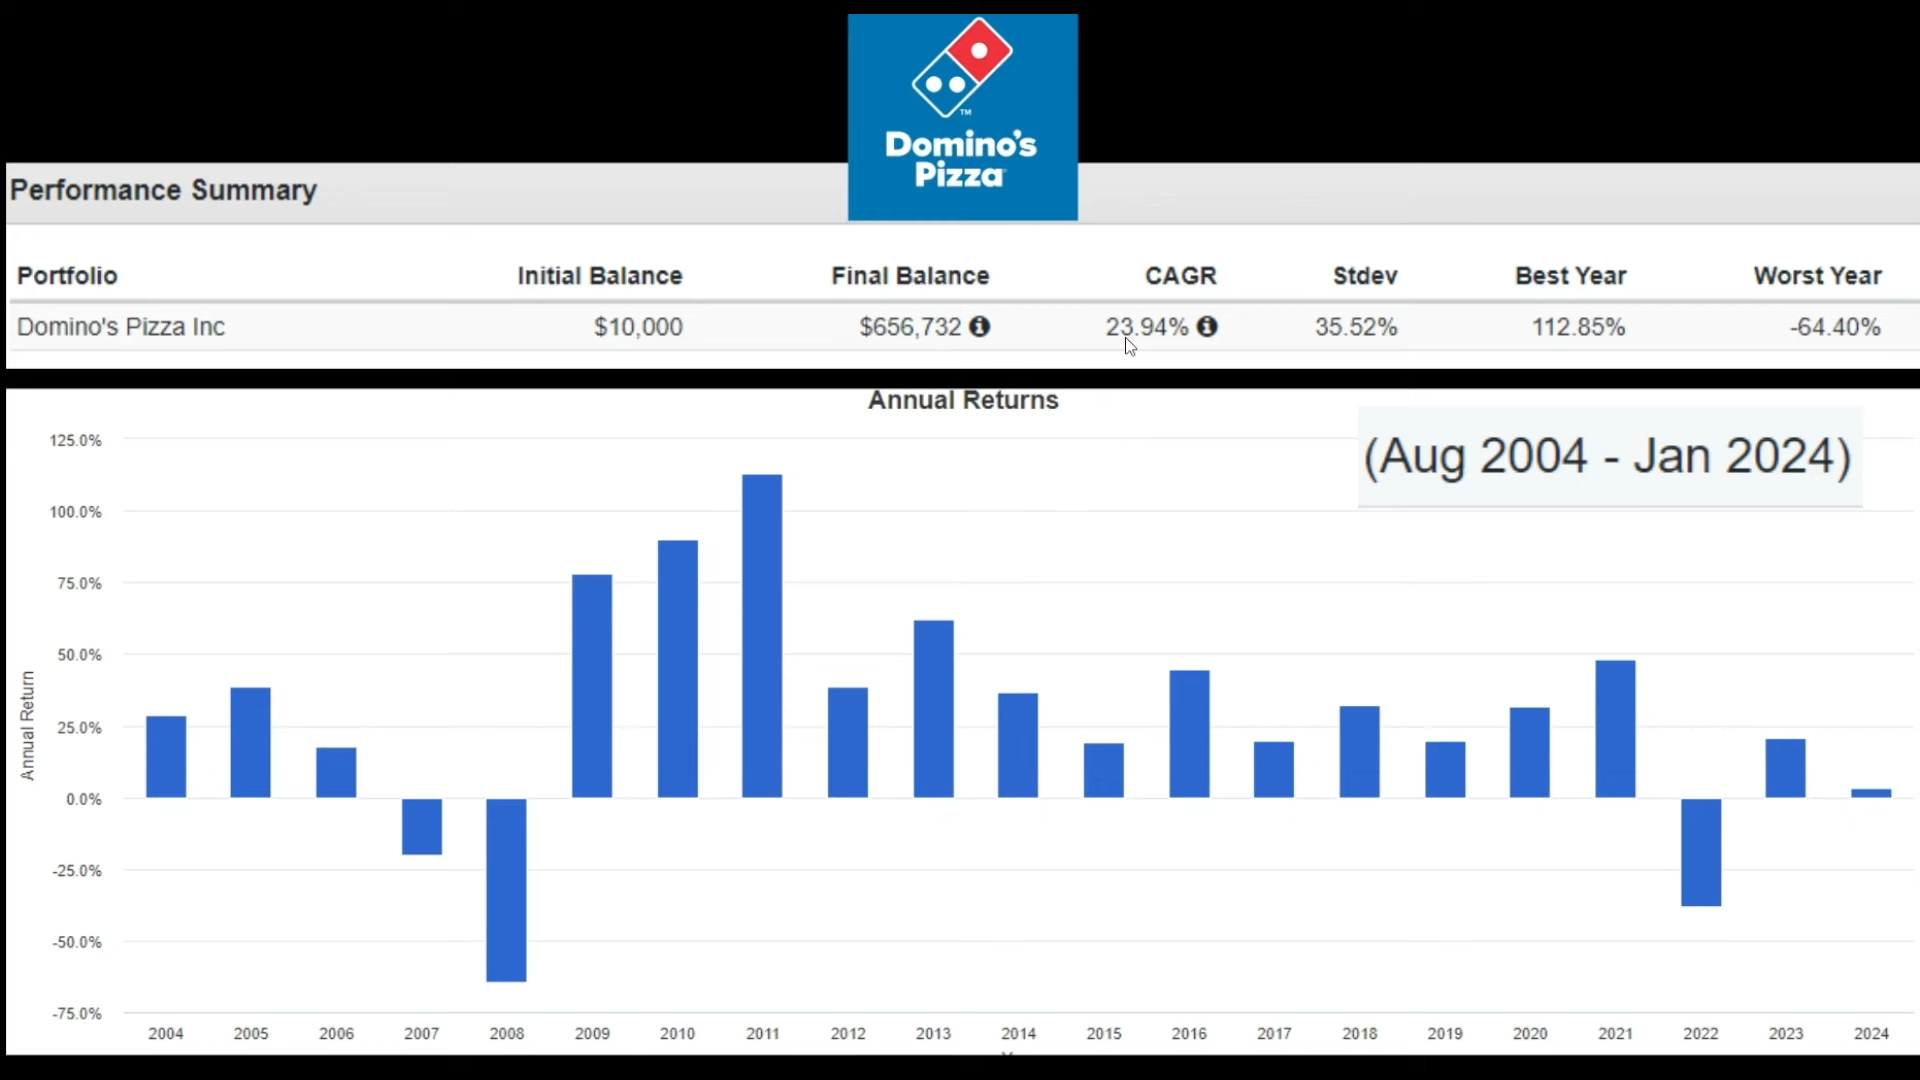 Domino's
Pizza
TM
Performance Summary
Portfolio Initial Balance Final Balance CAGR Stdev Best Year Worst Year
Domino's Pizza Inc $10,000 $656,732 23.94% 35.52% 112.85% -64.40%
Annual Returns
(Aug 2004 - Jan 2024)
125.0%
100.0%
75.0%
50.0%
25.0%
0.0%
-25.0%
-50.0%
-75.0%
Annual Return
2004 2005 2006 2007 2008 2009 2010 2011 2012 2013 2014 2015 2016 2017 2018 2019 2020 2021 2022 2023 2024